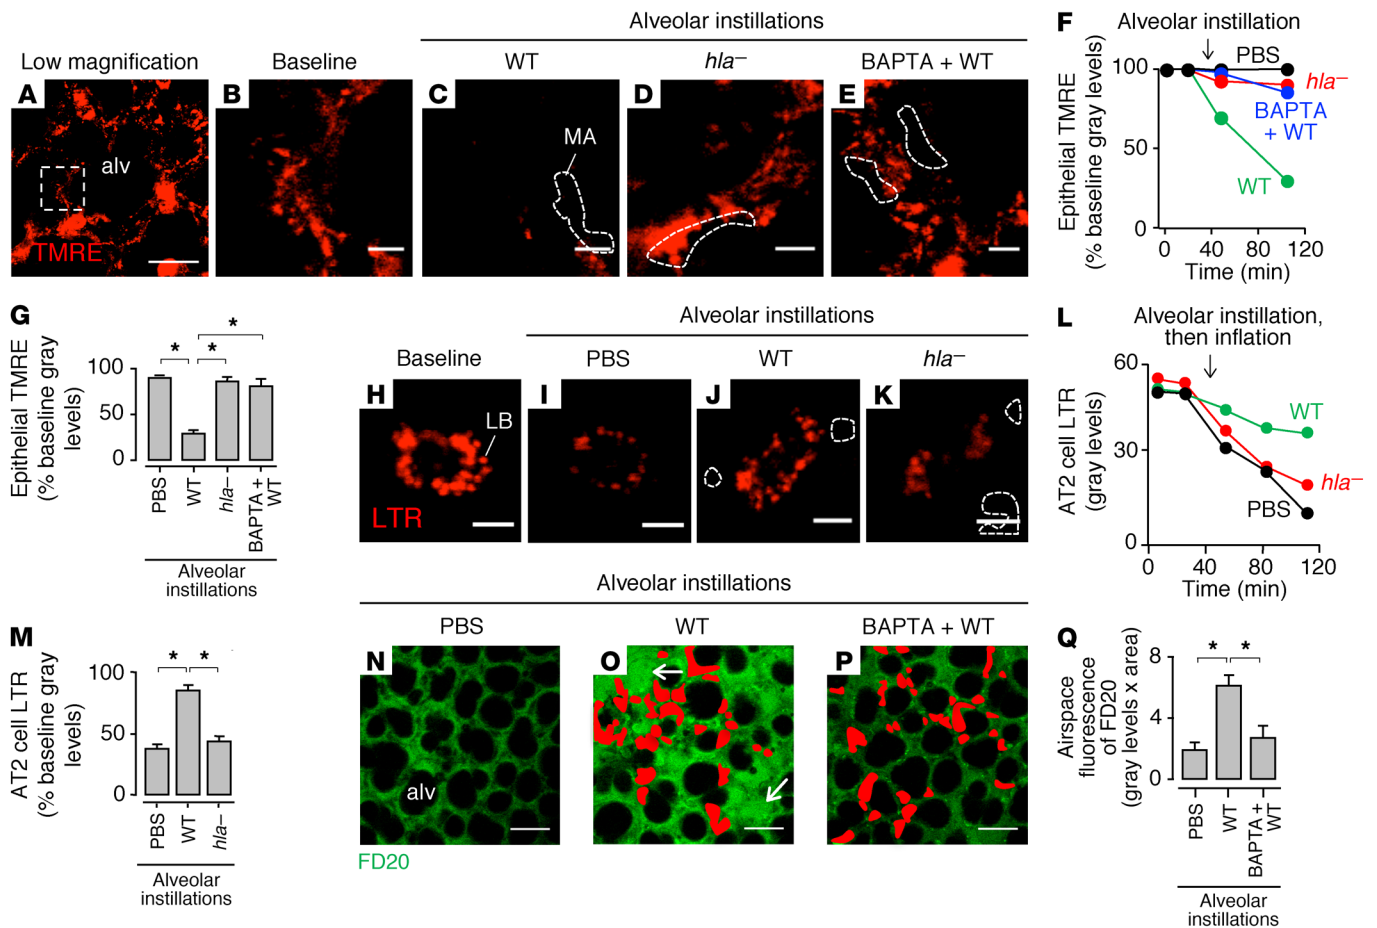 Alveolar instillations
Low magnification
Baseline
WT
hla–
BAPTA + WT
A
alv
TMRE
B
C
MA
D
E
F
Alveolar instillation
Epithelial TMRE
(% baseline gray levels)
100
50
0
PBS
hla–
BAPTA
+ WT
WT
0
40
80
120
Time (min)
G
Epithelial TMRE
(% baseline gray
levels)
100
50
0
*
*
*
PBS
WT
hla–
BAPTA +
WT
Alveolar
instillations
Alveolar instillations
Baseline
PBS
WT
hla–
H
LB
LTR
I
J
K
L
Alveolar instillation,
then inflation
AT2 cell LTR
(gray levels)
60
30
0
WT
hla–
PBS
0
40
80
120
Time (min)
M
AT2 cell LTR
(% baseline gray
levels)
100
50
0
*
*
PBS
WT
hla–
Alveolar
instillations
Alveolar instillations
PBS
WT
BAPTA + WT
N
alv
FD20
O
P
Q
Airspace
fluorescence
of FD20
(gray levels x area)
8
4
0
*
*
PBS
WT
BAPTA +
WT
Alveolar
instillations